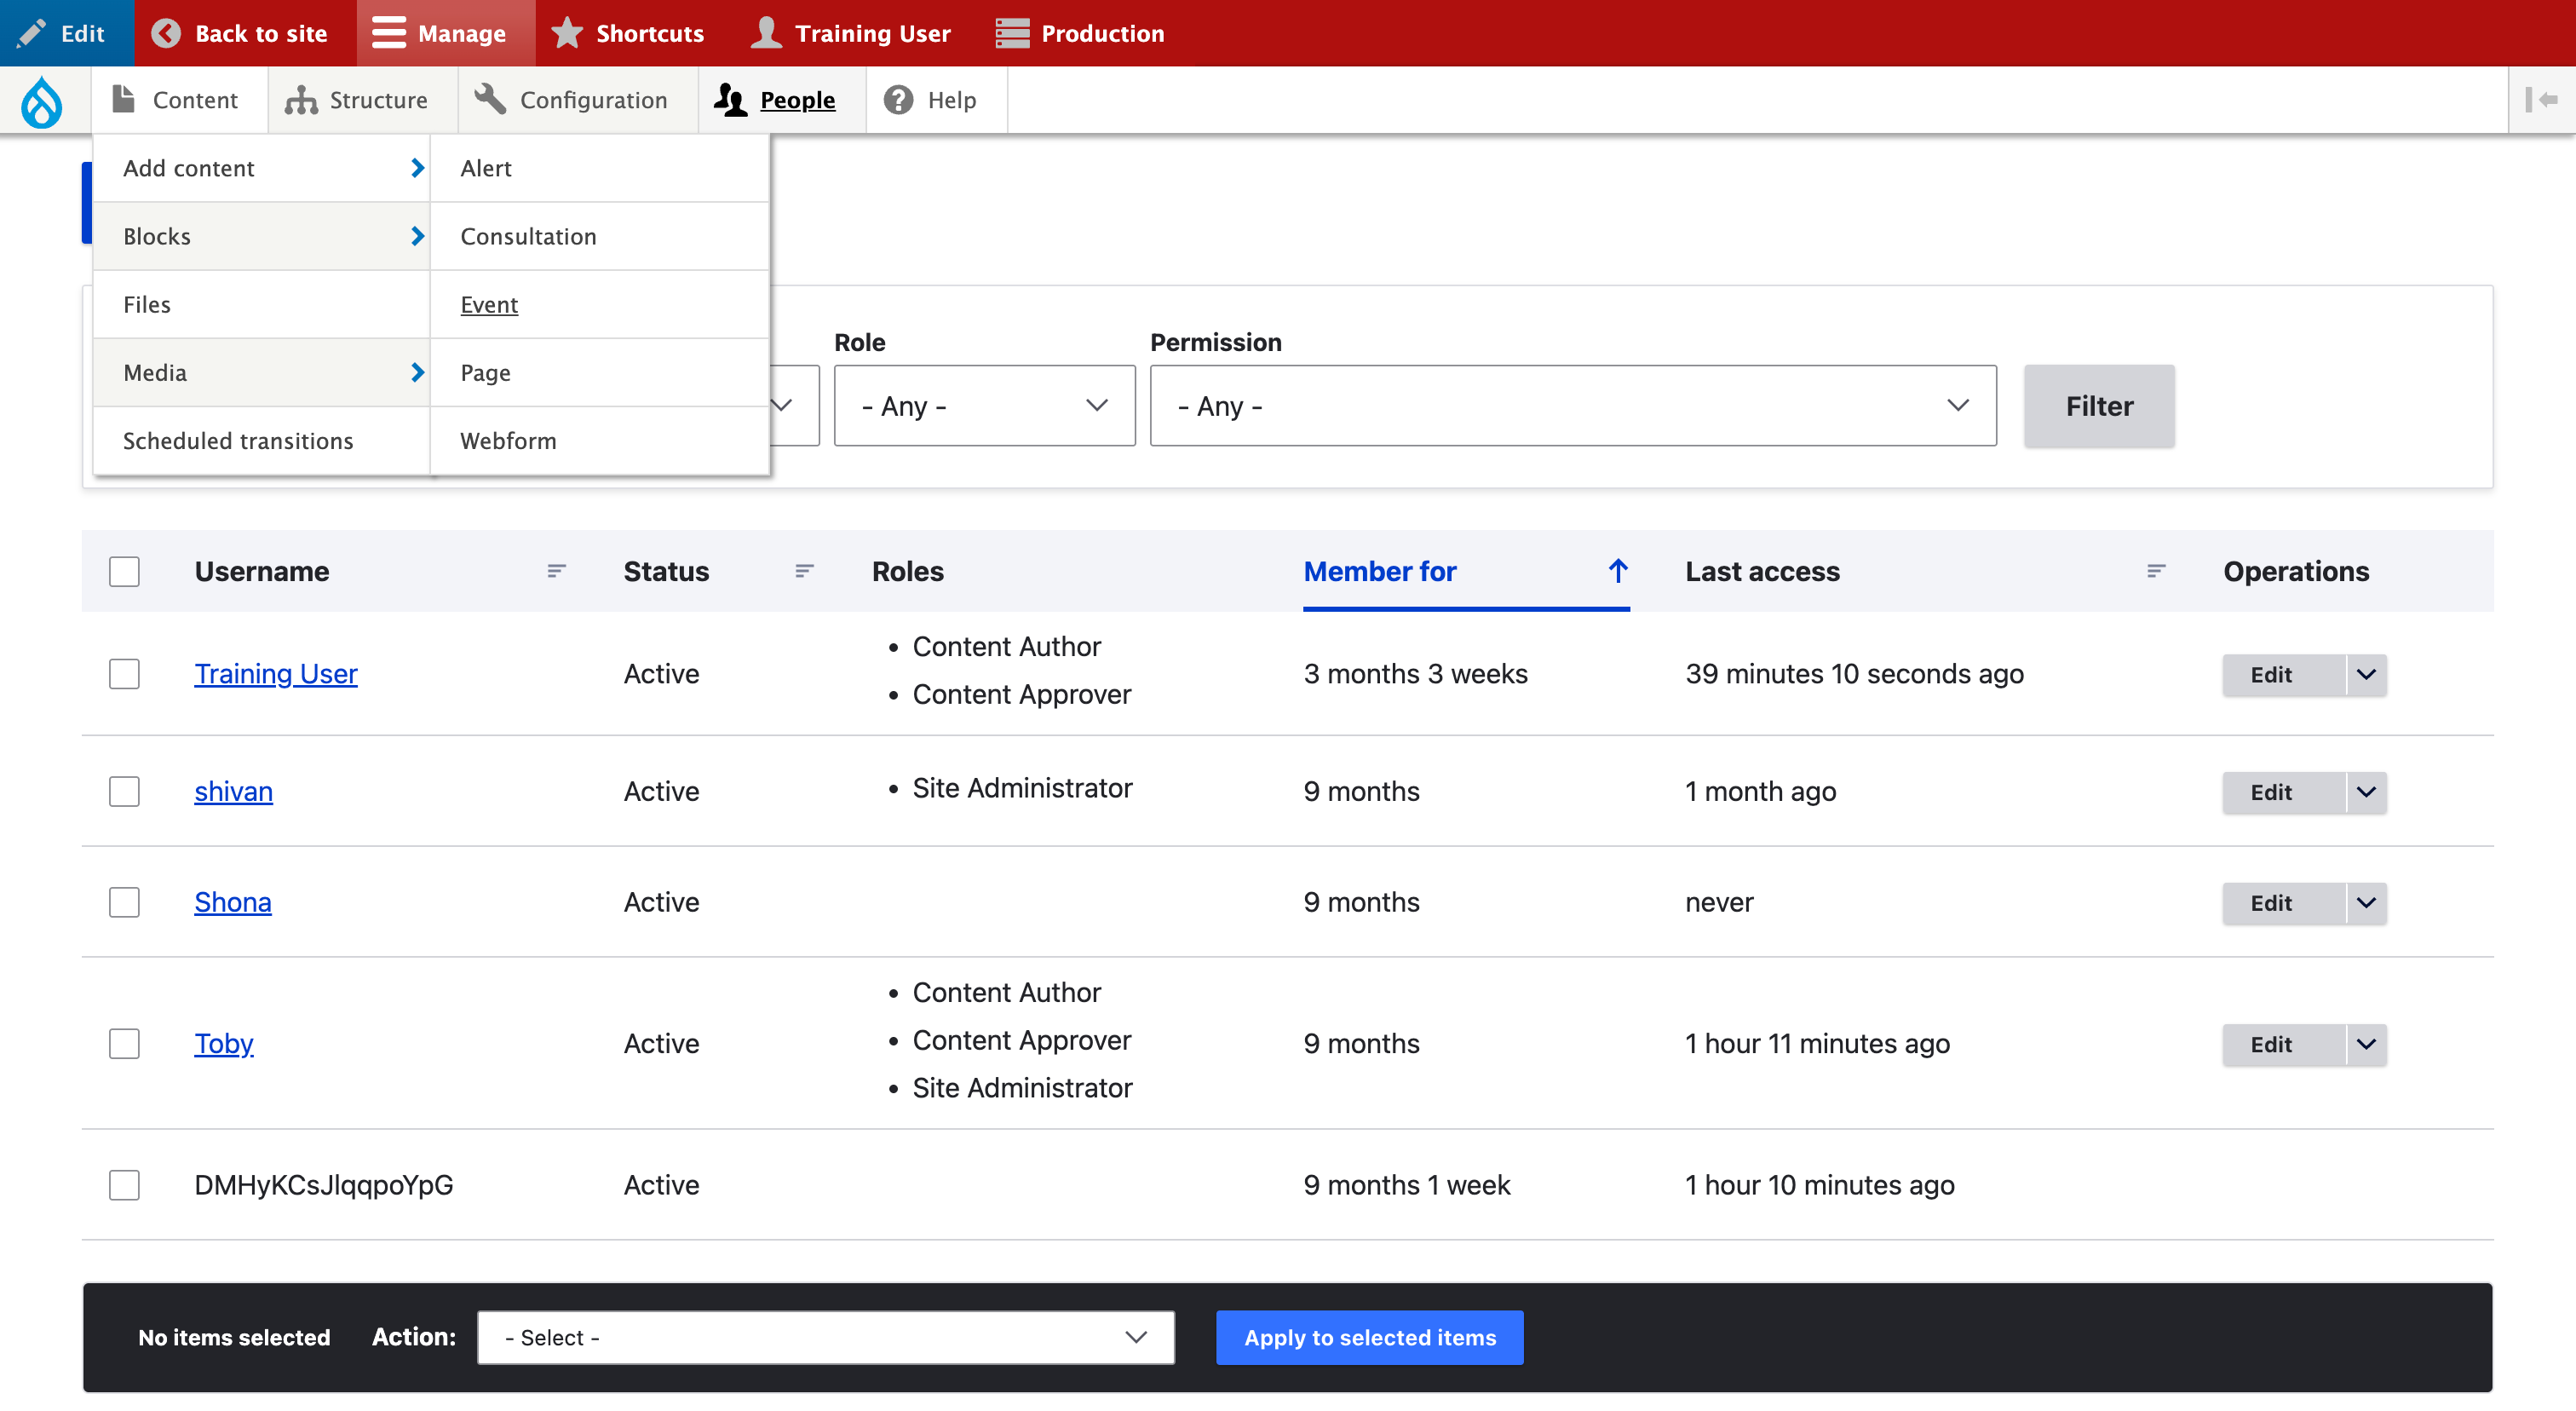 Edit Back to site Manage Shortcuts Training User Production
Content Structure Configuration People Help
Add content Alert
Blocks Consultation
Files Event
Media Page
Scheduled transitions Webform
Role Permission
- Any - - Any - Filter
Username Status Roles Member for Last access Operations
Training User Active Content Author 3 months 3 weeks 39 minutes 10 seconds ago Edit
Content Approver
shivan Active Site Administrator 9 months 1 month ago Edit
Shona Active 9 months never Edit
Toby Active Content Author 9 months 1 hour 11 minutes ago Edit
Content Approver
Site Administrator
DMHyKCsJlqqpoYpG Active 9 months 1 week 1 hour 10 minutes ago
No items selected Action: - Select - Apply to selected items